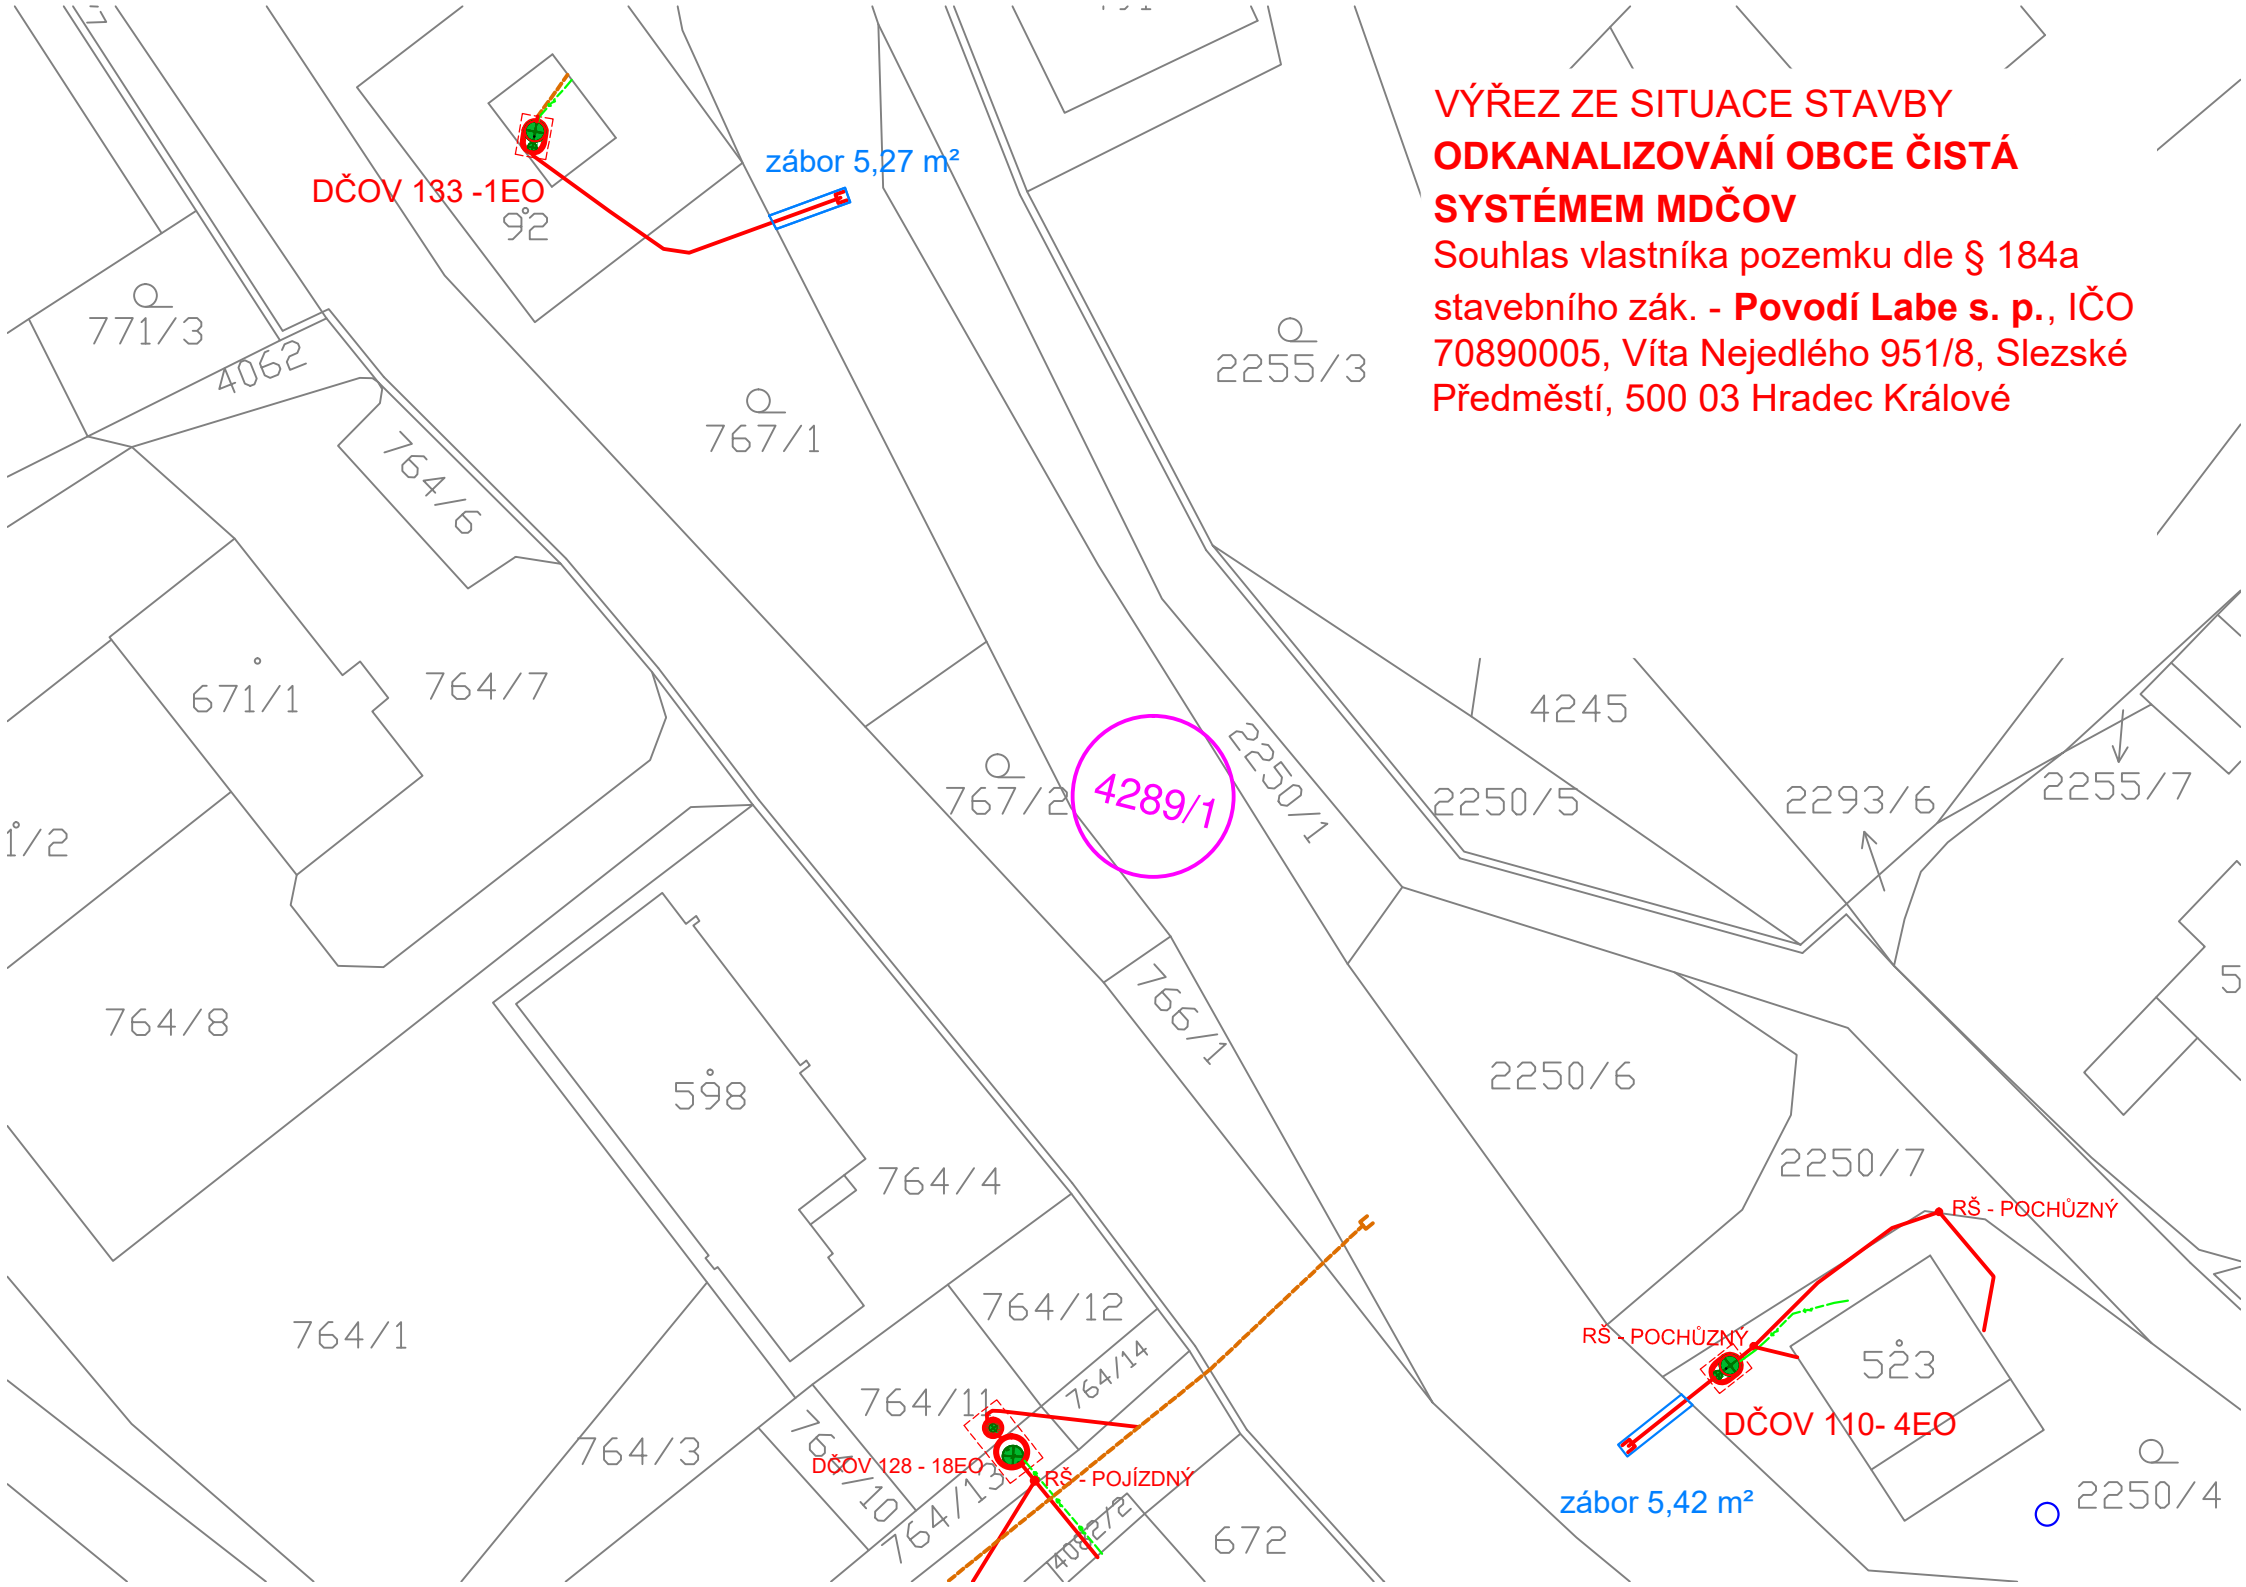 VÝŘEZ ZE SITUACE STAVBY
ODKANALIZOVÁNÍ OBCE ČISTÁ
SYSTÉMEM MDČOV
Souhlas vlastníka pozemku dle § 184a
stavebního zák. - Povodí Labe s. p., IČO
70890005, Víta Nejedlého 951/8, Slezské
Předměstí, 500 03 Hradec Králové
zábor 5,27 m²
DČOV 133 -1EO
92
771/3
4062
2255/3
767/1
764/6
671/1
764/7
4245
2250/1
767/2
4289/1
2250/5
2293/6
2255/7
1/2
764/8
766/1
598
2250/6
764/4
2250/7
RŠ - POCHŮZNÝ
764/12
764/1
RŠ - POCHŮZNÝ
523
764/14
764/11
DČOV 110- 4EO
764/3
764/10
DČOV 128 - 18EO
RŠ - POJÍZDNÝ
764/13
zábor 5,42 m²
2250/4
4082/2
672